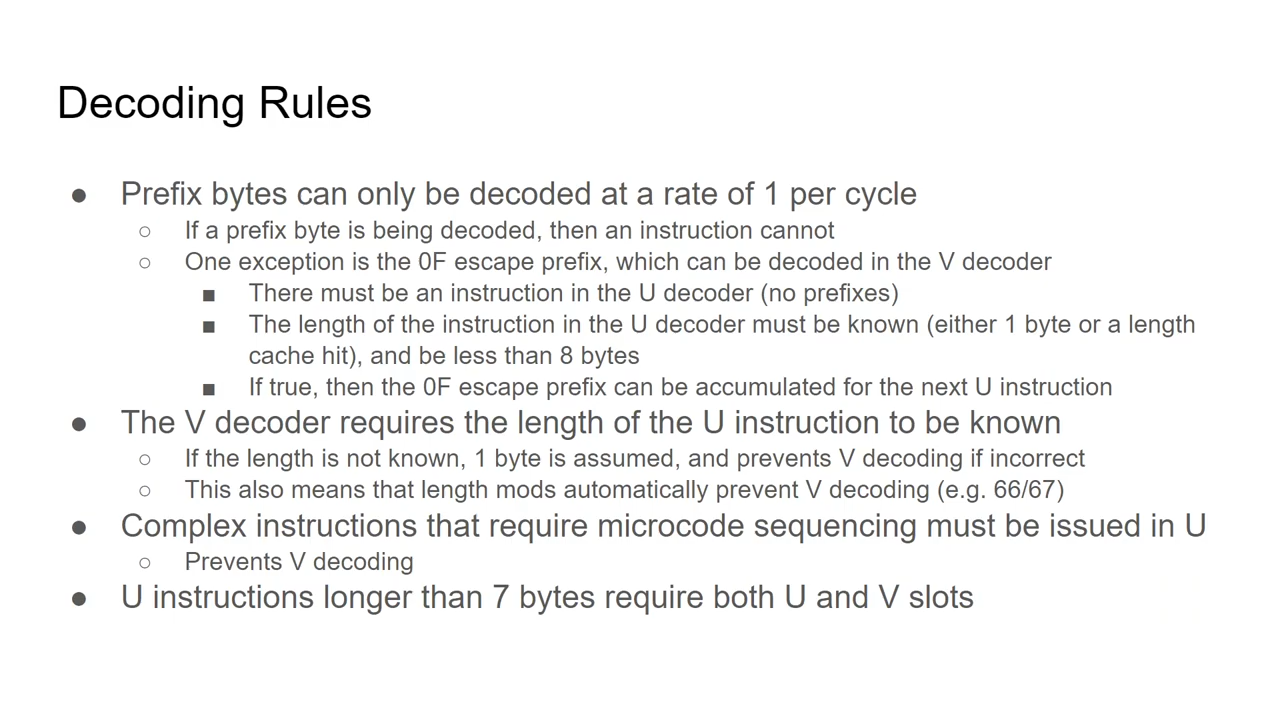 Decoding Rules
● Prefix bytes can only be decoded at a rate of 1 per cycle
○ If a prefix byte is being decoded, then an instruction cannot
○ One exception is the 0F escape prefix, which can be decoded in the V decoder
■ There must be an instruction in the U decoder (no prefixes)
■ The length of the instruction in the U decoder must be known (either 1 byte or a length
cache hit), and be less than 8 bytes
■ If true, then the 0F escape prefix can be accumulated for the next U instruction
● The V decoder requires the length of the U instruction to be known
○ If the length is not known, 1 byte is assumed, and prevents V decoding if incorrect
○ This also means that length mods automatically prevent V decoding (e.g. 66/67)
● Complex instructions that require microcode sequencing must be issued in U
○ Prevents V decoding
● U instructions longer than 7 bytes require both U and V slots